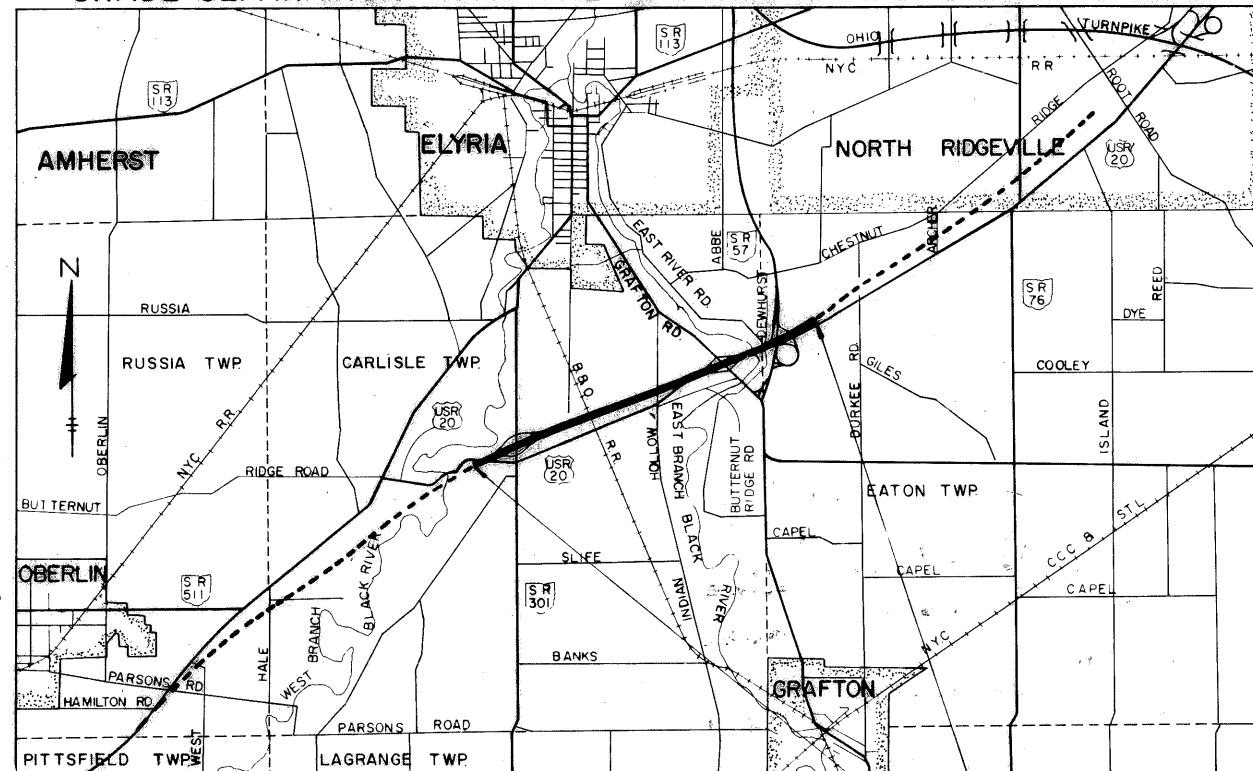 OHIO
TURNPIKE
SR
113
NYC
RR
SR
113
ROOT
ROAD
RIDGE
AMHERST
ELYRIA
NORTH RIDGEVILLE
USR
20
EAST RIVER RD.
ABBE
SR
57
CHESTNUT
ARCHER
N
GRAFTON RD.
DEWHURST
SR
76
REED
RUSSIA
DYE
RUSSIA TWP.
CARLISLE TWP.
B.& O.
R.R.
DURKEE RD.
GILES
COOLEY
OBERLIN
NYC
R.R.
USR
20
HOLLOW
EAST BRANCH BLACK
RIVER
BUTTERNUT
RIDGE RD
ISLAND
RIDGE ROAD
USR
20
BUTTERNUT
EATON TWP.
CAPEL
CCC & ST L
SLIFE
CAPEL
CAPEL
OBERLIN
SR
511
SR
301
INDIAN
BLACK RIVER
WEST BRANCH
N.Y.C
HALE
BANKS
PARSONS RD
HAMILTON RD.
GRAFTON
PARSONS ROAD
WEST
PITTSFIELD TWP.
LAGRANGE TWP.